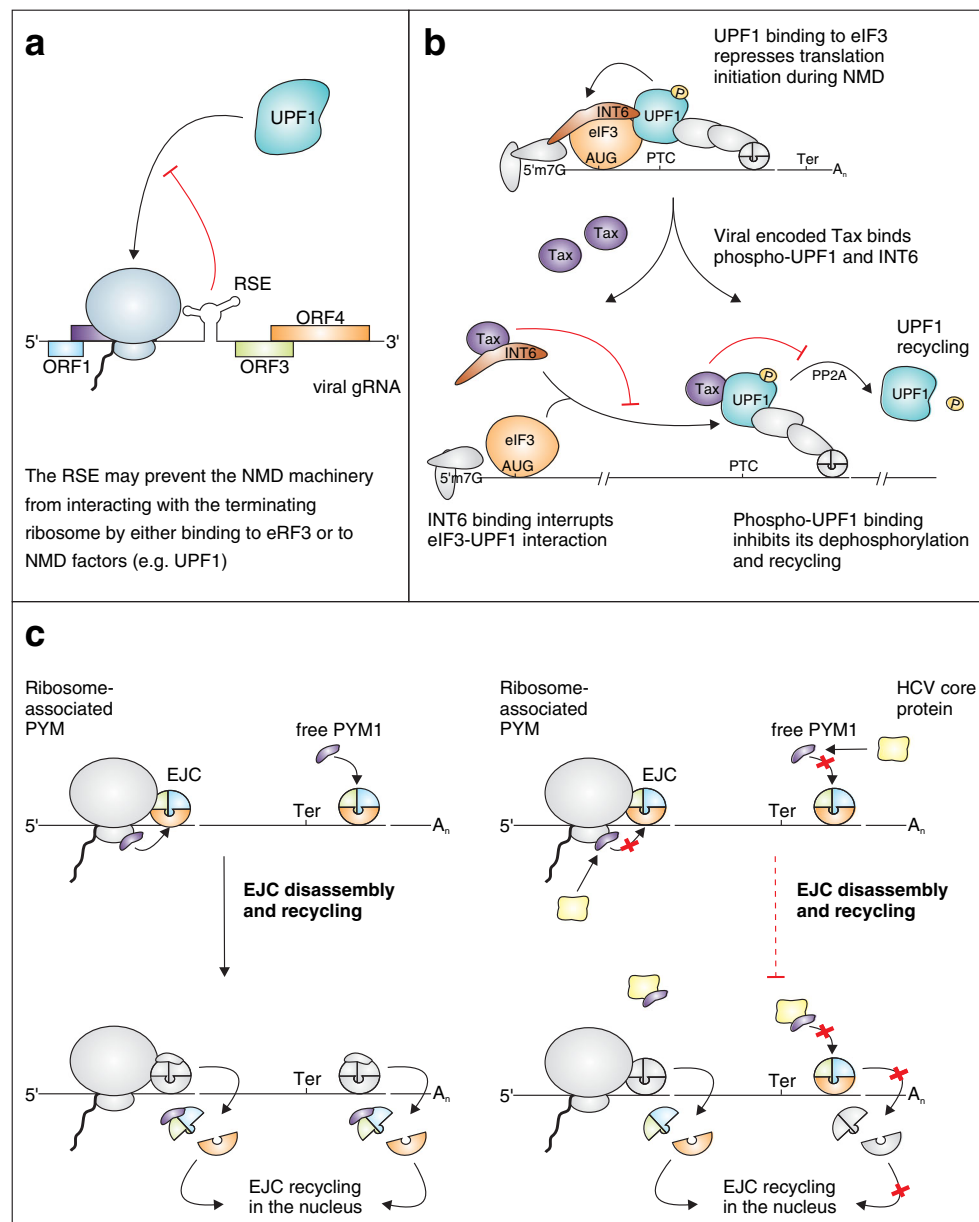 a
UPF1
RSE
ORF4
5'
3'
ORF1
ORF3
viral gRNA
The RSE may prevent the NMD machinery
from interacting with the terminating
ribosome by either binding to eRF3 or to
NMD factors (e.g. UPF1)
b
UPF1 binding to eIF3
represses translation
initiation during NMD
P
INT6
UPF1
eIF3
AUG
PTC
Ter
5'm7G
An
Tax
Tax
Viral encoded Tax binds
phospho-UPF1 and INT6
UPF1
recycling
Tax
INT6
P
PP2A
Tax
UPF1
UPF1
P
eIF3
5'm7G
AUG
PTC
INT6 binding interrupts
eIF3-UPF1 interaction
Phospho-UPF1 binding
inhibits its dephosphorylation
and recycling
c
Ribosome-
associated
PYM
free PYM1
EJC
Ter
5'
An
EJC disassembly
and recycling
Ter
5'
An
EJC recycling
in the nucleus
Ribosome-
associated
PYM
HCV core
protein
free PYM1
EJC
Ter
5'
An
EJC disassembly
and recycling
Ter
5'
An
EJC recycling
in the nucleus